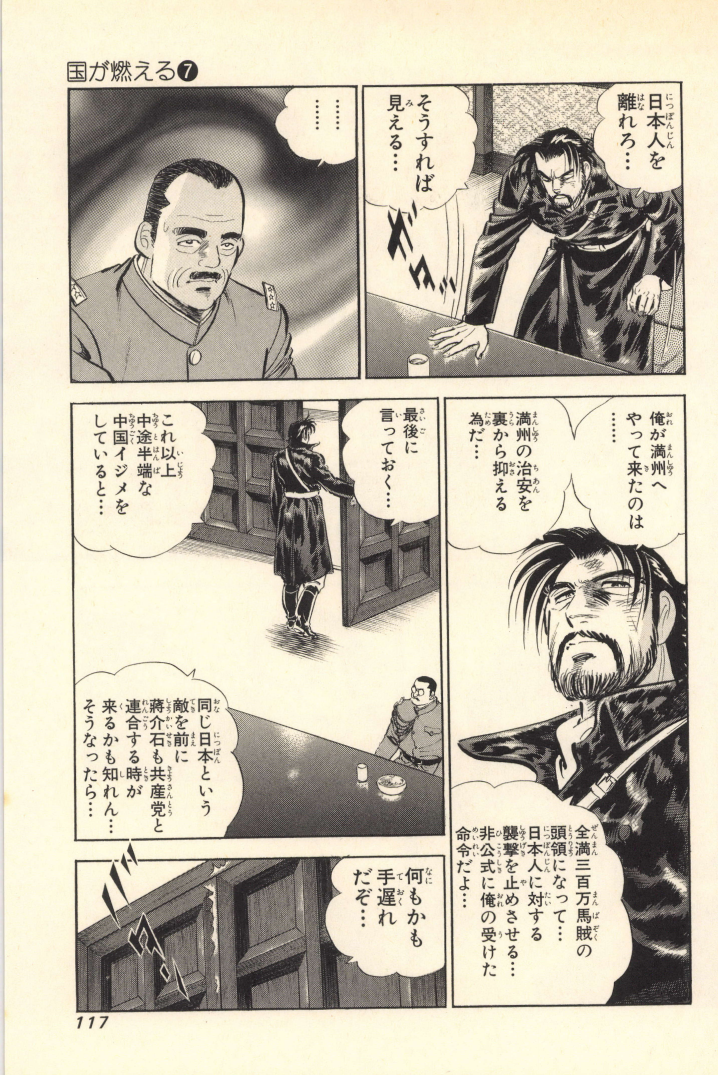 国が燃える❼
日本人を
離れろ…
そうすれば
見える…
ダムッ
……
……
俺が満州へ
やって来たのは
……
満州の治安を
裏から抑える
為だ…
全満三百万馬賊の
頭領になって…
日本人に対する
襲撃を止めさせる…
非公式に俺の受けた
命令だよ…
最後に
言っておく…
これ以上
中途半端な
中国イジメを
していると…
同じ日本という
敵を前に
蔣介石も共産党と
連合する時が
来るかも知れん…
そうなったら…
何もかも
手遅れ
だぞ…
117